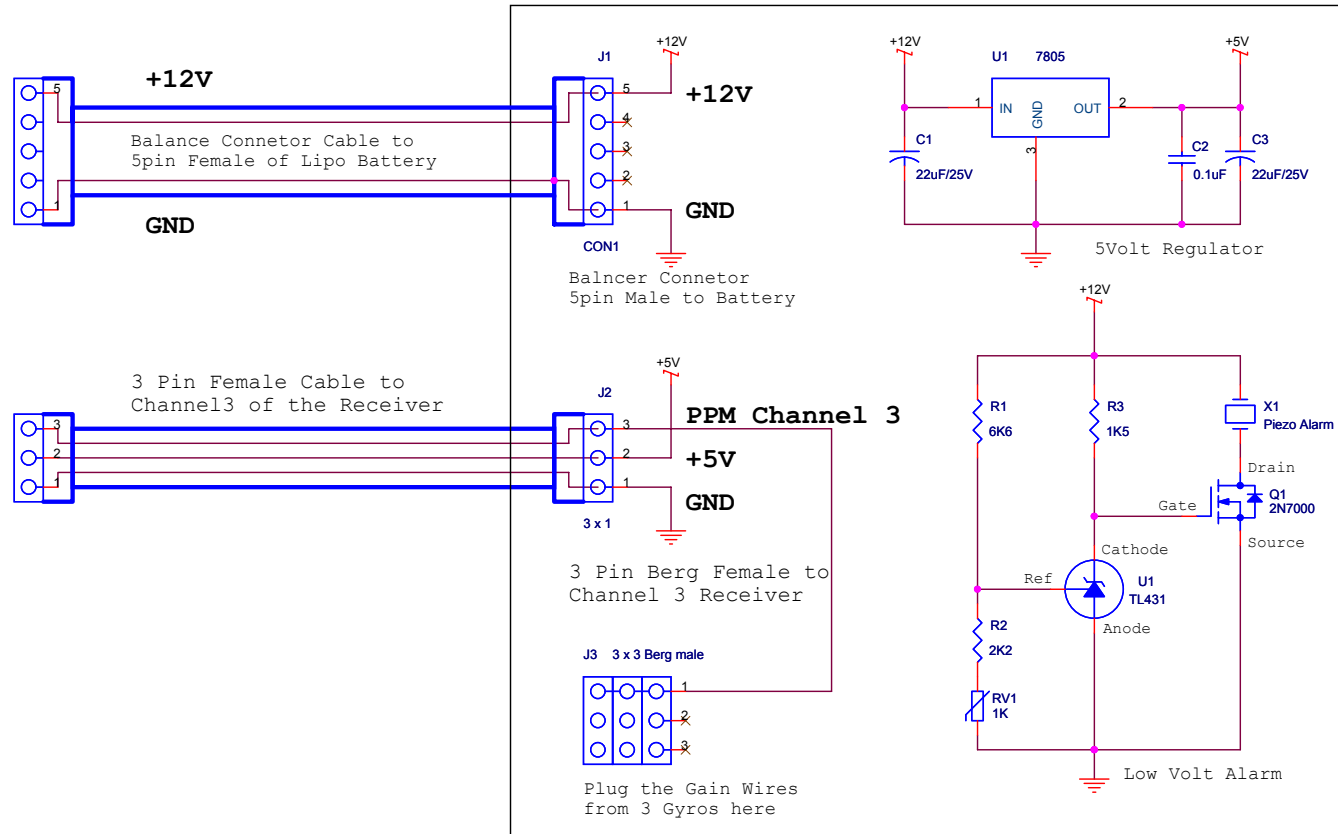 +12V
5
1
Balance Connetor Cable to
5pin Female of Lipo Battery
GND
J1
+12V
5
+12V
4
3
2
1
GND
CON1
Balncer Connetor
5pin Male to Battery
+12V
U1 7805
+5V
1
IN
GND
OUT
2
3
C1
22uF/25V
C2
0.1uF
C3
22uF/25V
5Volt Regulator
3 Pin Female Cable to
Channel3 of the Receiver
3
2
1
J2
+5V
3
PPM Channel 3
2
+5V
1
GND
3 x 1
3 Pin Berg Female to
Channel 3 Receiver
J3 3 x 3 Berg male
1
2
3
Plug the Gain Wires
from 3 Gyros here
+12V
R1
6K6
R3
1K5
X1
Piezo Alarm
Drain
Gate
Q1
2N7000
Source
Cathode
Ref
U1
TL431
Anode
R2
2K2
RV1
1K
Low Volt Alarm